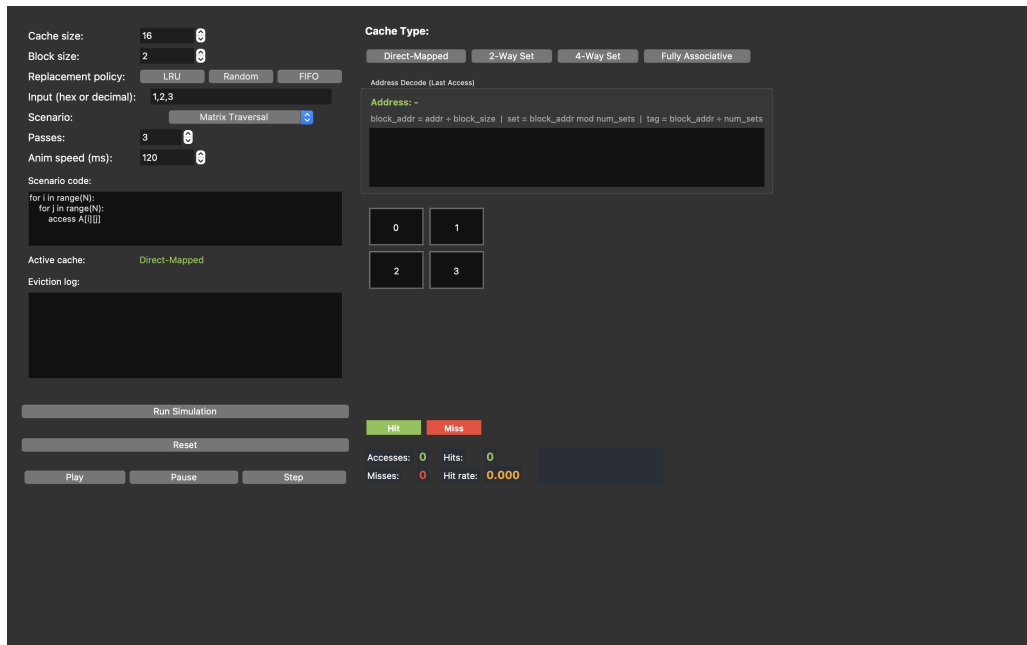 Cache size: 16
Block size: 2
Replacement policy: LRU Random FIFO
Input (hex or decimal): 1,2,3
Scenario: Matrix Traversal
Passes: 3
Anim speed (ms): 120
Scenario code:
for i in range(N):
for j in range(N):
access A[i][j]
Active cache: Direct-Mapped
Eviction log:
Run Simulation
Reset
Play Pause Step
Cache Type:
Direct-Mapped 2-Way Set 4-Way Set Fully Associative
Address Decode (Last Access)
Address: -
block_addr = addr ÷ block_size | set = block_addr mod num_sets | tag = block_addr ÷ num_sets
0 1
2 3
Hit Miss
Accesses: 0 Hits: 0
Misses: 0 Hit rate: 0.000